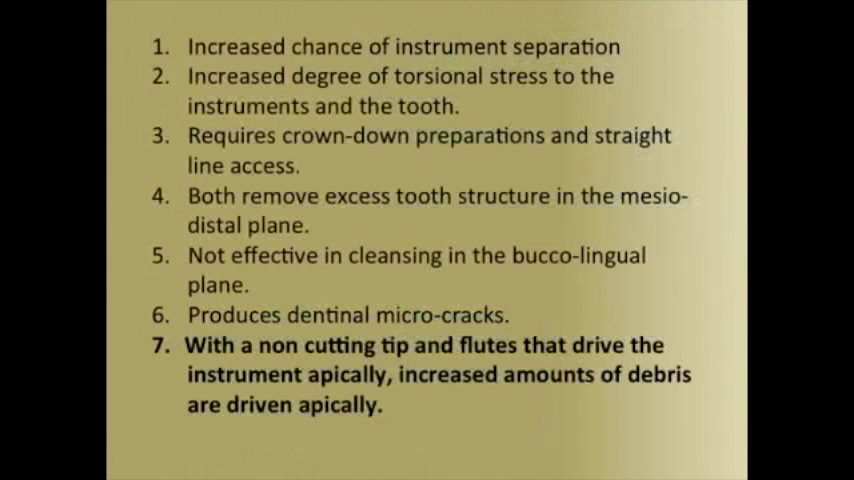 1. Increased chance of instrument separation
2. Increased degree of torsional stress to the
instruments and the tooth.
3. Requires crown-down preparations and straight
line access.
4. Both remove excess tooth structure in the mesio-
distal plane.
5. Not effective in cleansing in the bucco-lingual
plane.
6. Produces dentinal micro-cracks.
7. With a non cutting tip and flutes that drive the
instrument apically, increased amounts of debris
are driven apically.